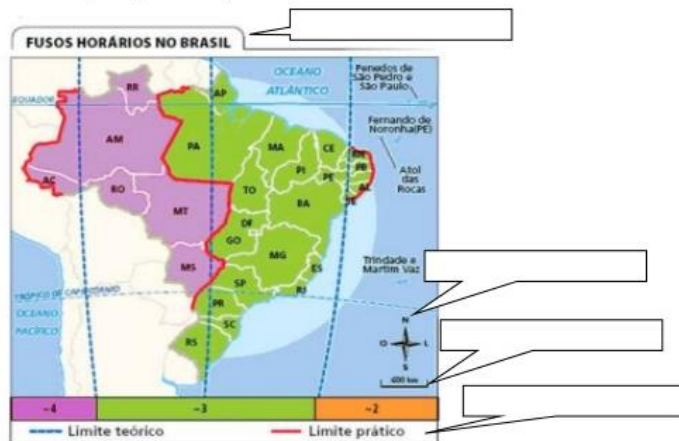 FUSOS HORÁRIOS NO BRASIL
OCEANO
ATLÂNTICO
Penedos de
São Pedro e
São Paulo
EQUADOR
RR
AP
Fernando de
Noronha(PE)
AM
PA
MA
CE
RN
Atol
das
Rocas
PB
PI
PE
AC
AL
SE
TO
RO
BA
MT
DF
GO
MG
ES
Trindade e
Martim Vaz
MS
SP
RJ
TRÓPICO DE CAPRICÓRNIO
OCEANO
PACÍFICO
PR
SC
RS
N
O L
S
600 km
-4 -3 -2
Limite teórico Limite prático